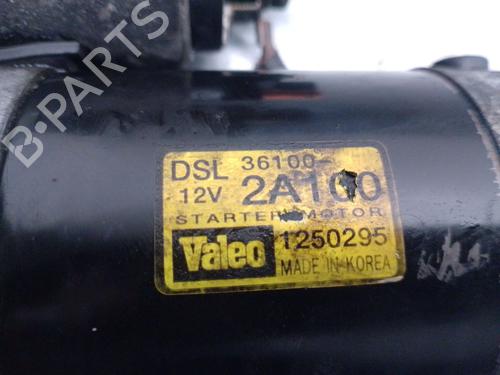 B-PARTS
DSL 36100-
12V 2A100
STARTER MOTOR
Valeo 1250295
MADE IN KOREA